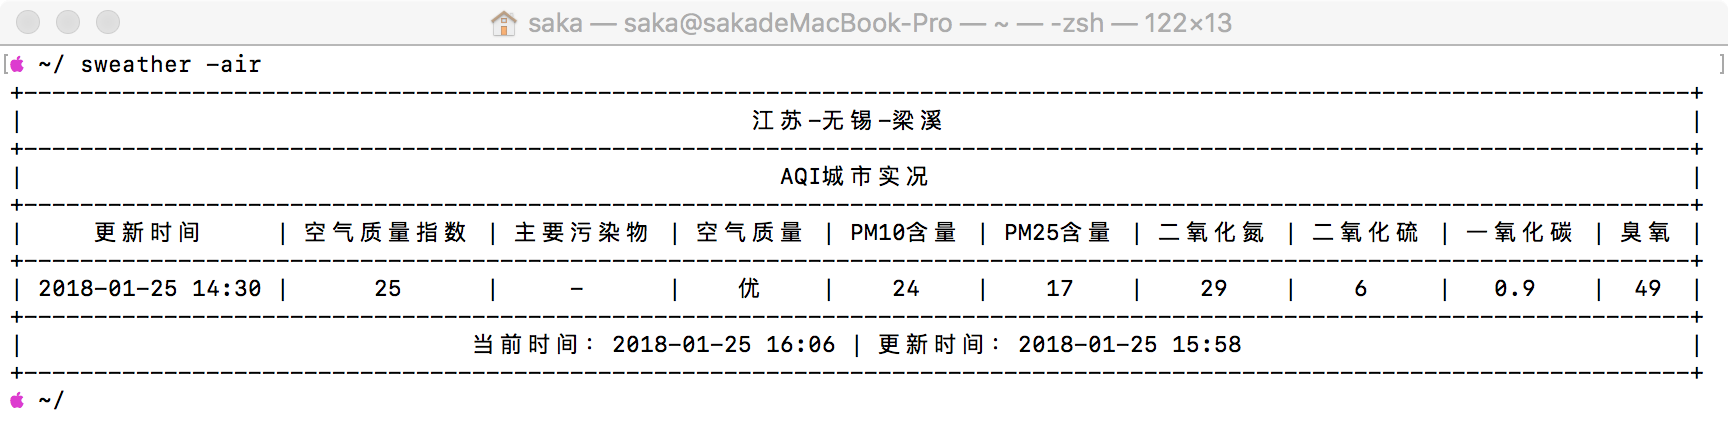 saka — saka@sakadeMacBook-Pro — ~ — -zsh — 122×13
~/ sweather -air
江苏-无锡-梁溪
AQI城市实况
更新时间 | 空气质量指数 | 主要污染物 | 空气质量 | PM10含量 | PM25含量 | 二氧化氮 | 二氧化硫 | 一氧化碳 | 臭氧
2018-01-25 14:30 | 25 | - | 优 | 24 | 17 | 29 | 6 | 0.9 | 49
当前时间: 2018-01-25 16:06 | 更新时间: 2018-01-25 15:58
~/